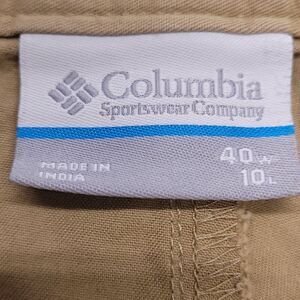 Columbia
Sportswear Company
40 W
MADE IN
10 L
INDIA